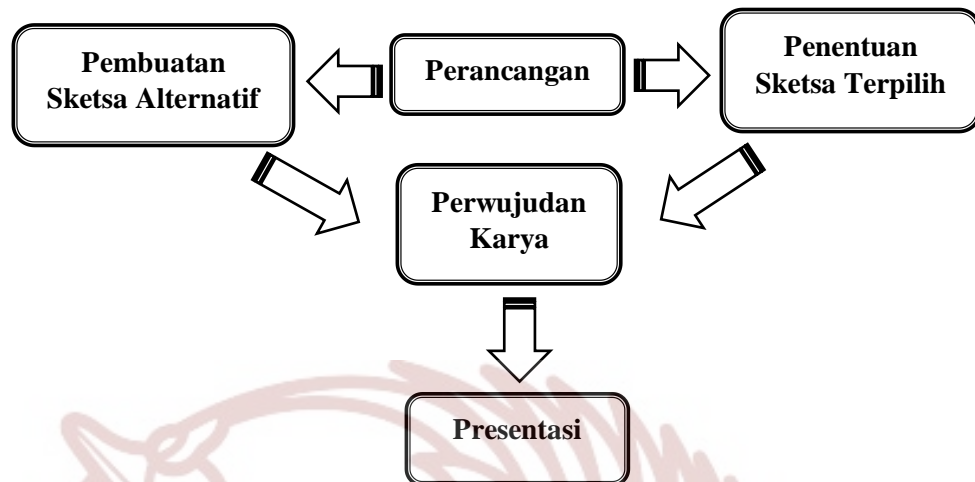 Pembuatan
Sketsa Alternatif
Perancangan
Penentuan
Sketsa Terpilih
Perwujudan
Karya
Presentasi